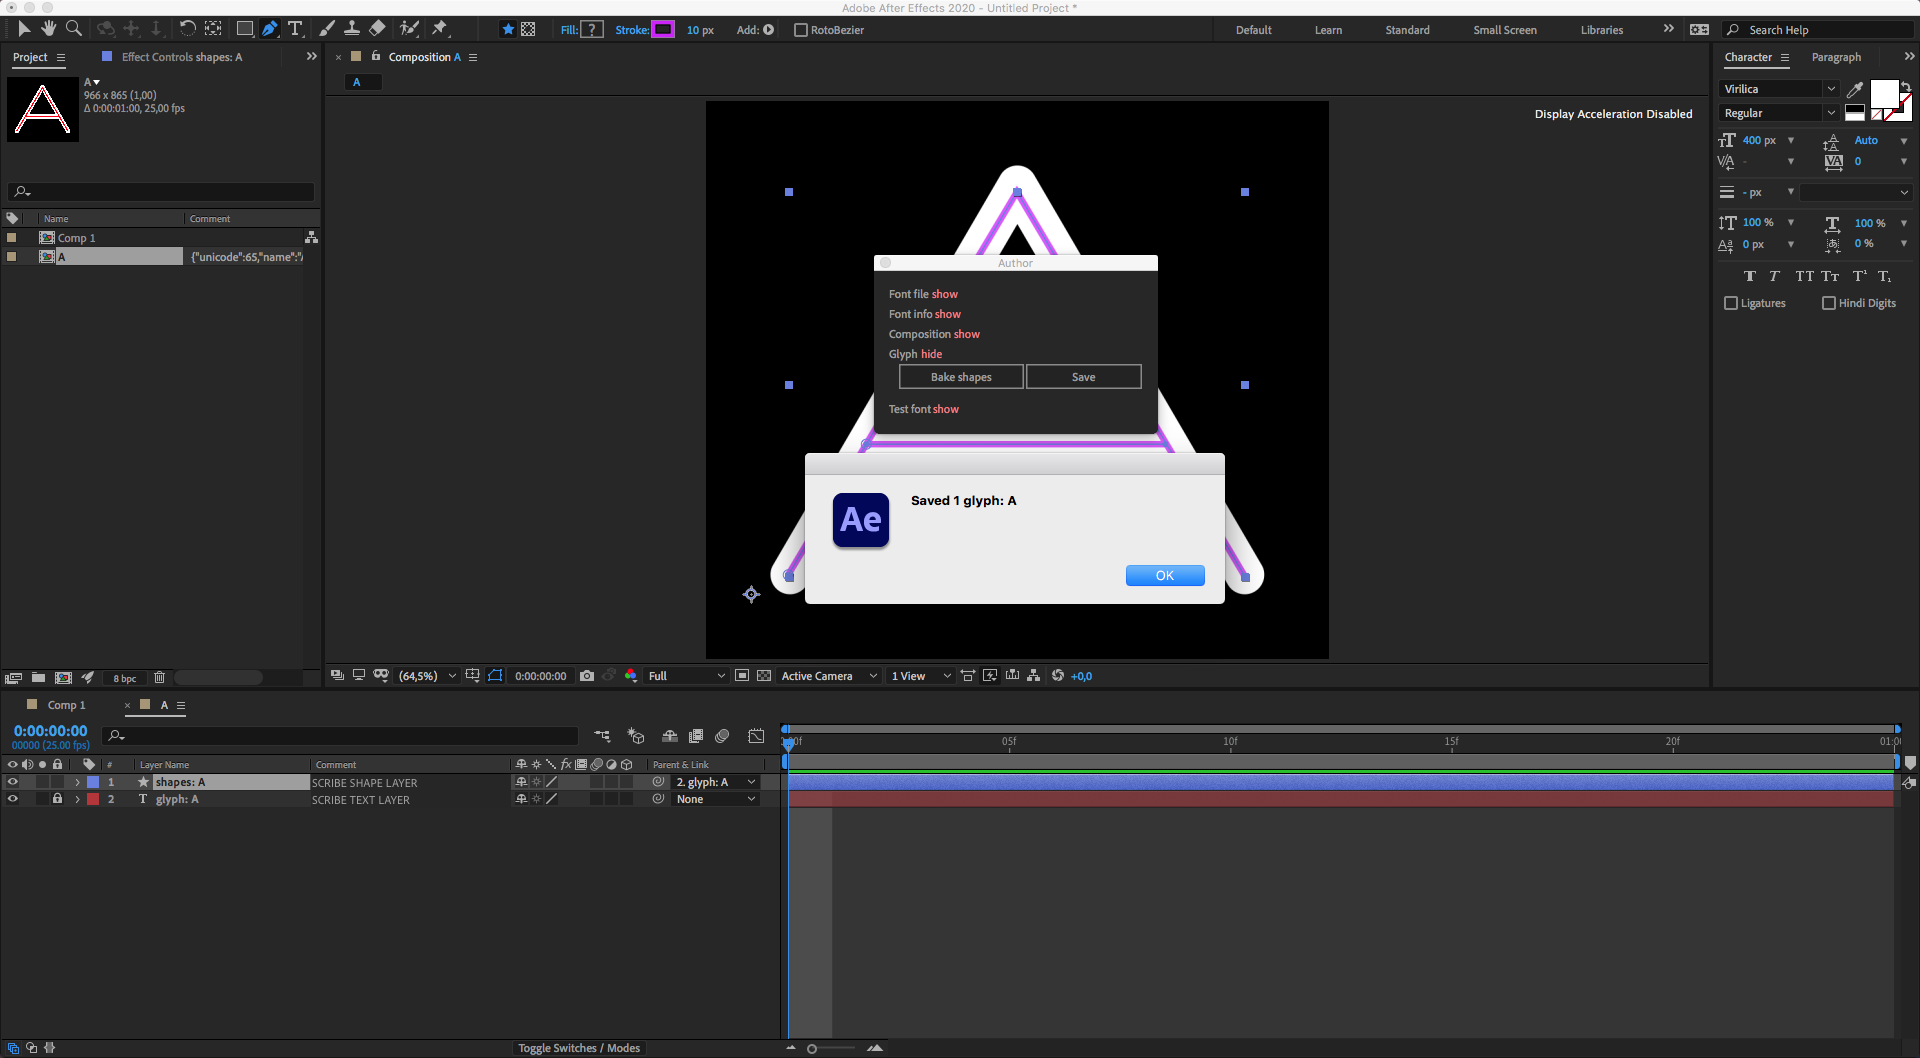 Adobe After Effects 2020 - Untitled Project *
Fill: ? Stroke: 10 px Add: RotoBezier Default Learn Standard Small Screen Libraries Search Help
Project Effect Controls shapes: A
A
966 x 865 (1,00)
Δ 0:00:01:00, 25,00 fps
Name Comment
Comp 1
A {"unicode":65,"name":"
8 bpc
Composition A
A
Display Acceleration Disabled
Author
Font file show
Font info show
Composition show
Glyph hide
Bake shapes Save
Test font show
Ae Saved 1 glyph: A
OK
(64,5%) 0:00:00:00 Full Active Camera 1 View +0,0
Character Paragraph
Virilica
Regular
400 px Auto
- 0
- px
100 % 100 %
0 px 0 %
T T TT Tr T¹ T₁
Ligatures Hindi Digits
Comp 1 A
0:00:00:00
00000 (25.00 fps)
05f 10f 15f 20f
# Layer Name Comment fx Parent & Link
1 shapes: A SCRIBE SHAPE LAYER 2. glyph: A
2 T glyph: A SCRIBE TEXT LAYER None
Toggle Switches / Modes